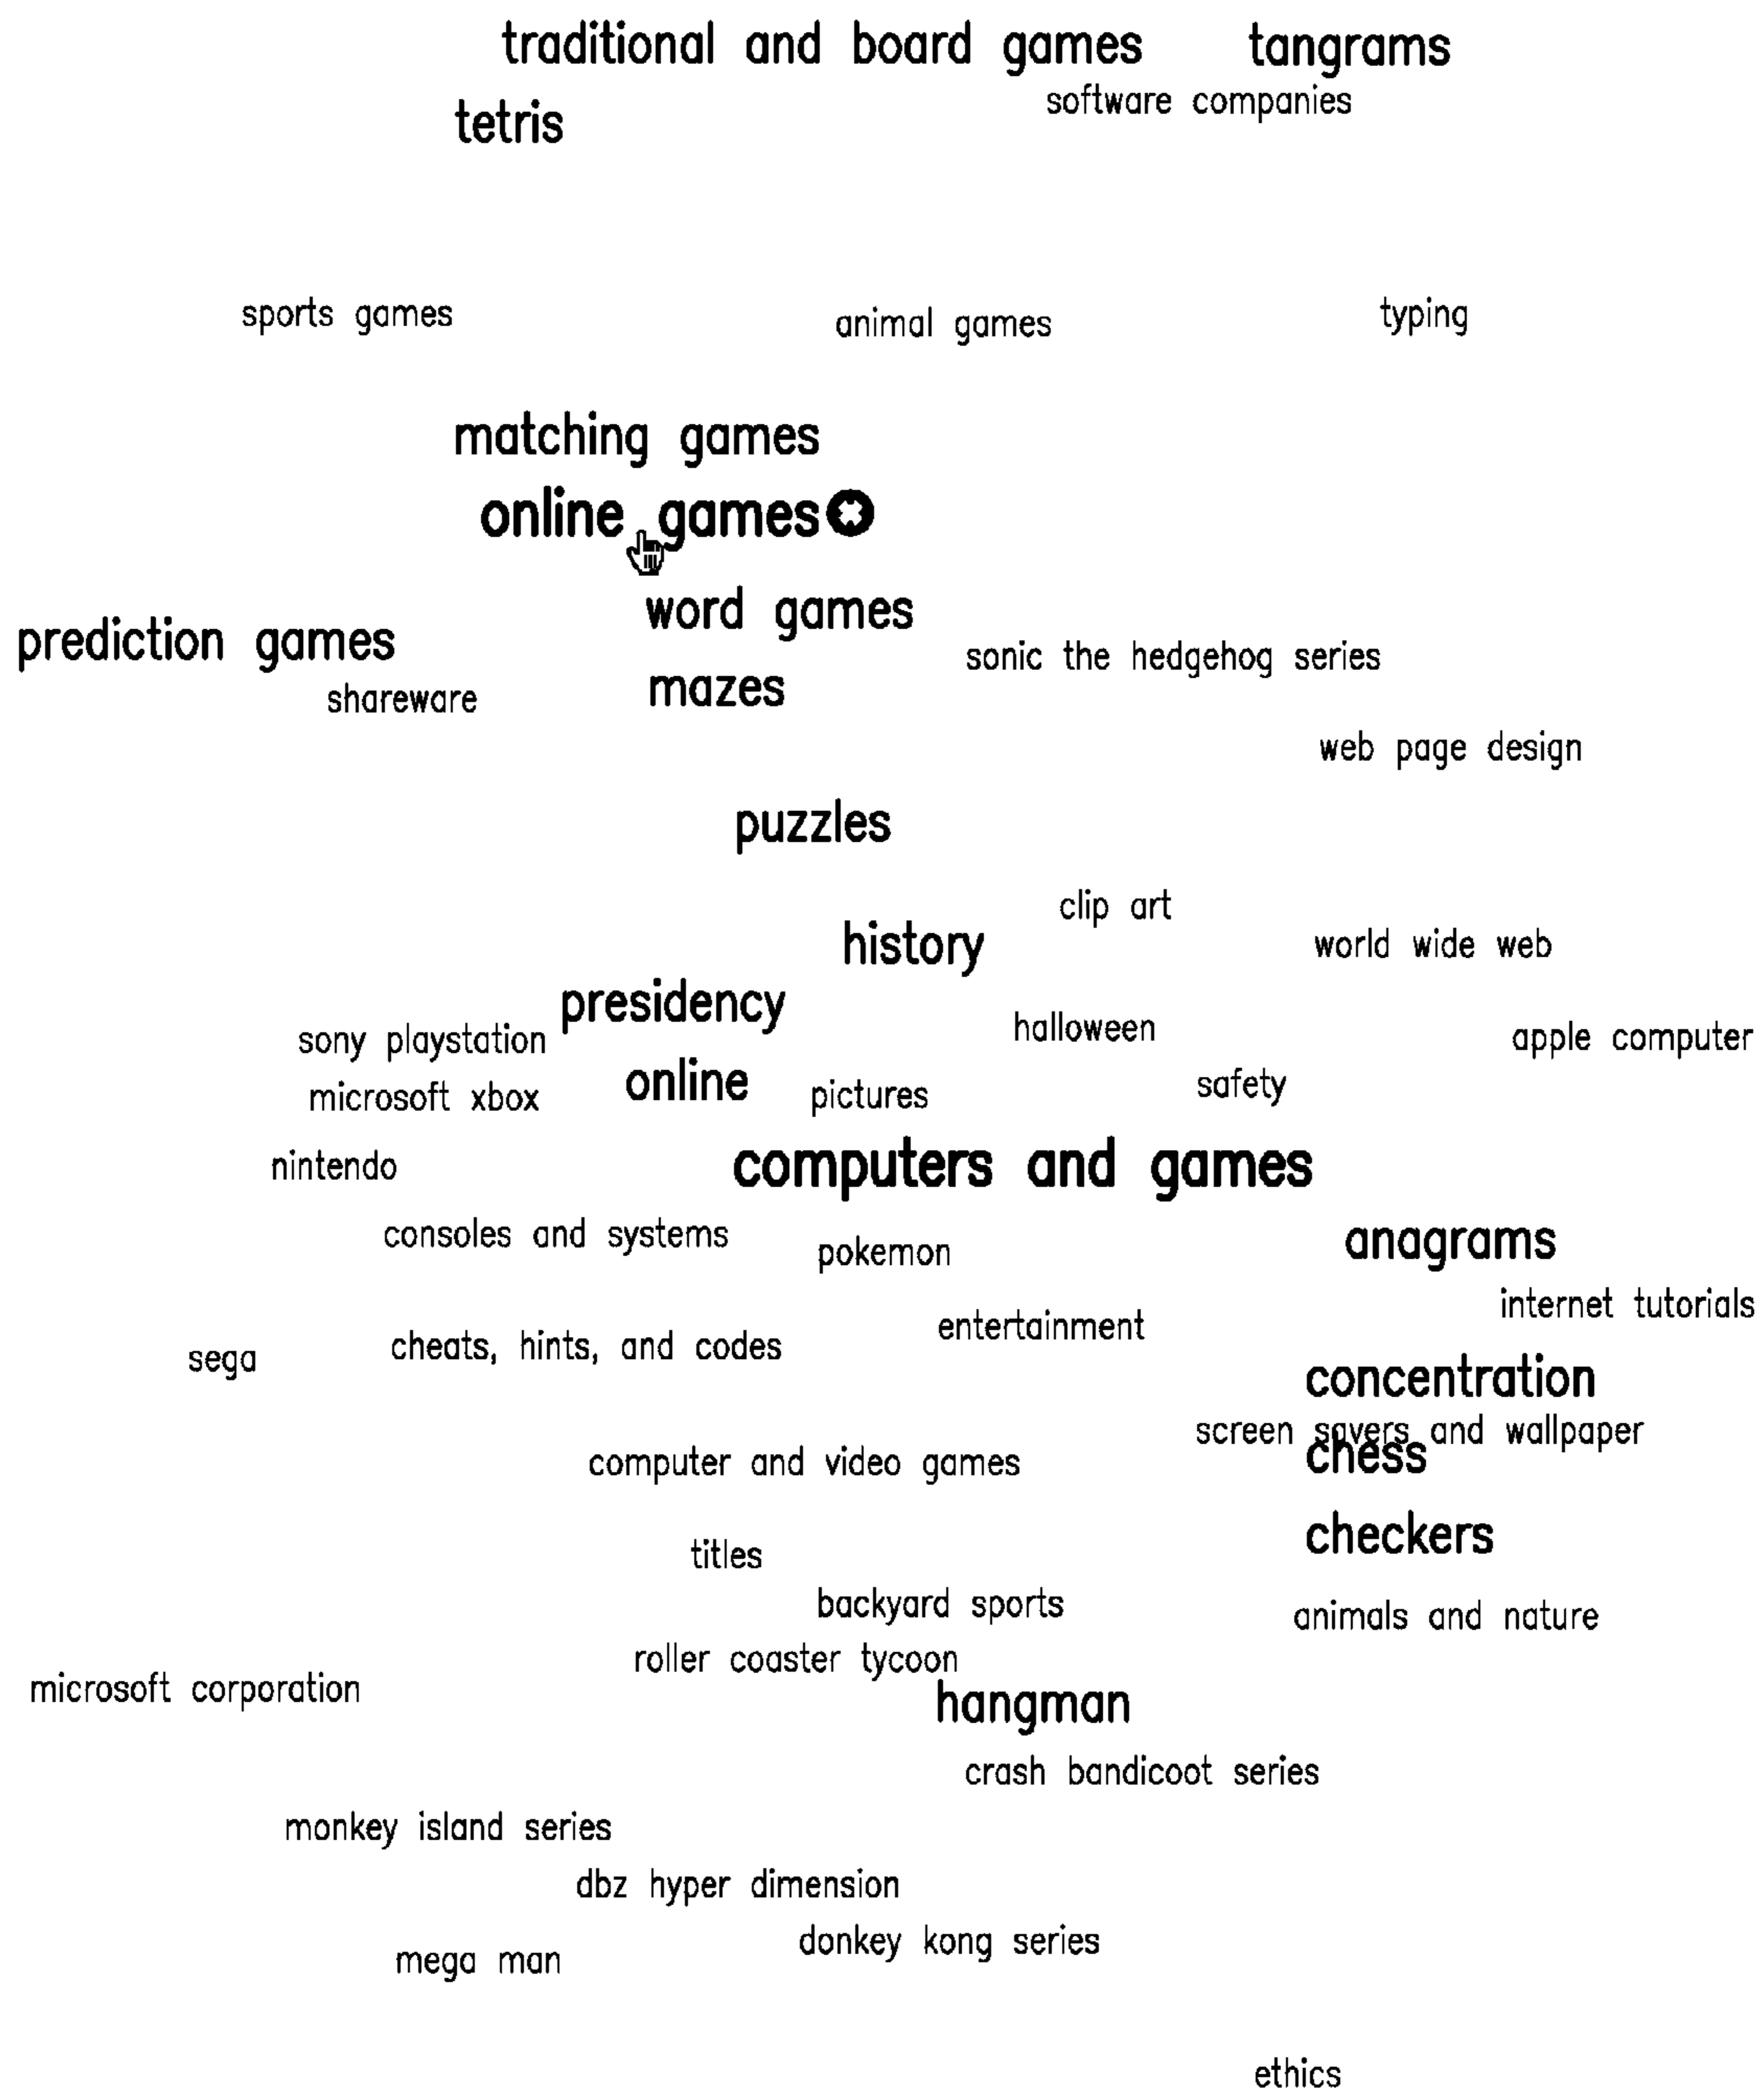 traditional and board games tangrams
software companies
tetris
sports games animal games typing
matching games
online games
word games
prediction games
sonic the hedgehog series
mazes
shareware
web page design
puzzles
clip art
history world wide web
presidency
halloween
sony playstation apple computer
online safety
microsoft xbox pictures
nintendo computers and games
consoles and systems anagrams
pokemon
internet tutorials
entertainment
cheats, hints, and codes
sega
concentration
screen savers and wallpaper
chess
computer and video games
checkers
titles
backyard sports
animals and nature
roller coaster tycoon
microsoft corporation
hangman
crash bandicoot series
monkey island series
dbz hyper dimension
donkey kong series
mega man
ethics